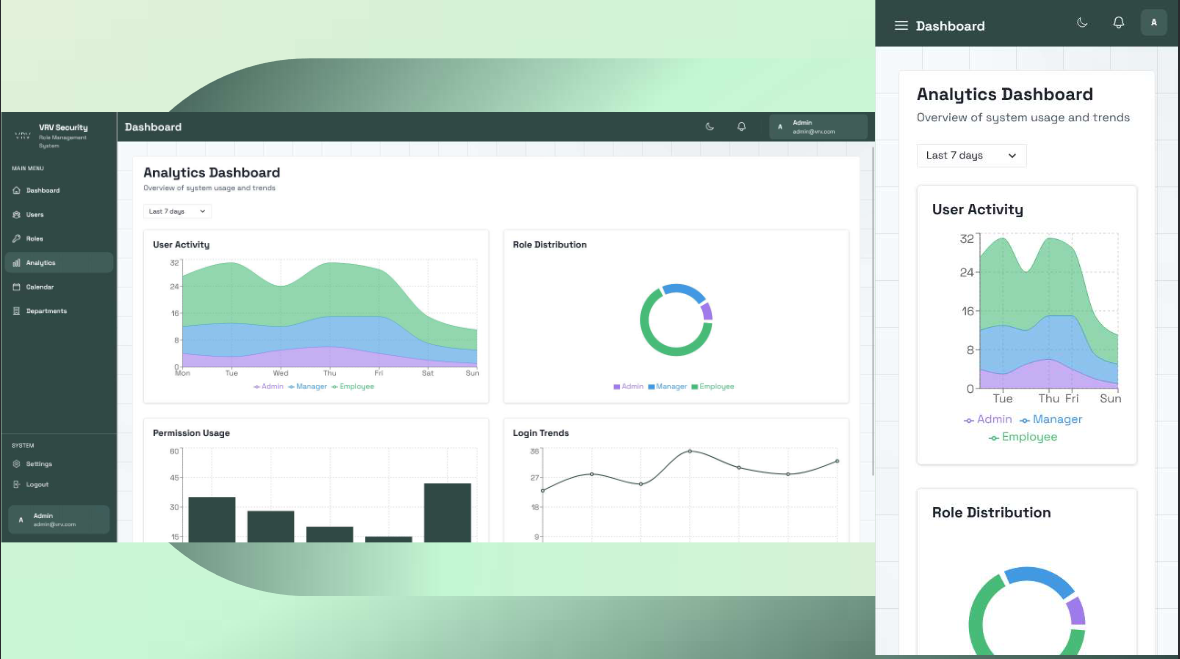 VRV
VRV Security
Role Management
System
MAIN MENU
Dashboard
Users
Roles
Analytics
Calendar
Departments
SYSTEM
Settings
Logout
A
Admin
admin@vrv.com
Dashboard
A
Admin
admin@vrv.com
Analytics Dashboard
Overview of system usage and trends
Last 7 days
User Activity
32
24
16
8
0
Mon Tue Wed Thu Fri Sat Sun
Admin Manager Employee
Role Distribution
Admin Manager Employee
Permission Usage
60
45
30
15
Login Trends
36
27
18
9
Dashboard
A
Analytics Dashboard
Overview of system usage and trends
Last 7 days
User Activity
32
24
16
8
0
Tue Thu Fri Sun
Admin Manager
Employee
Role Distribution